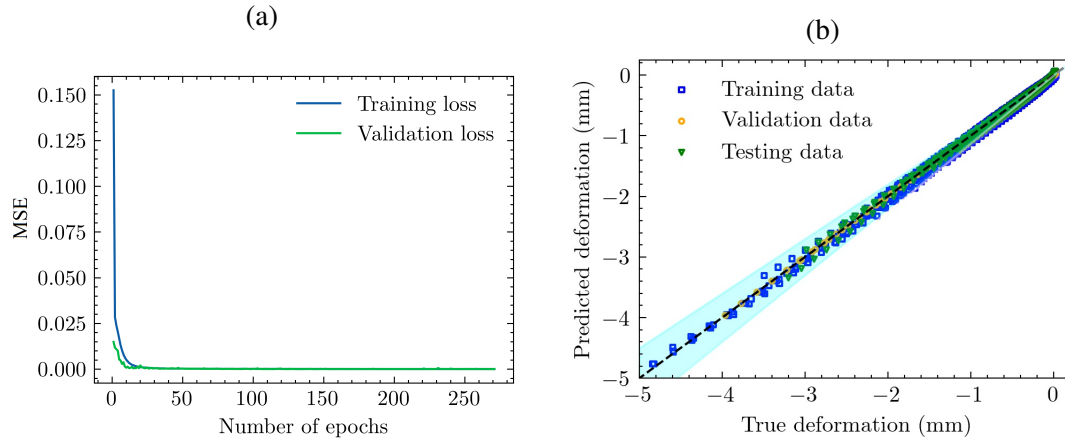 (a)
0.150
0.125
0.100
0.075
0.050
0.025
0.000
MSE
0
50
100
150
200
250
Number of epochs
Training loss
Validation loss
(b)
0
−1
−2
−3
−4
−5
Predicted deformation (mm)
−5
−4
−3
−2
−1
0
True deformation (mm)
Training data
Validation data
Testing data